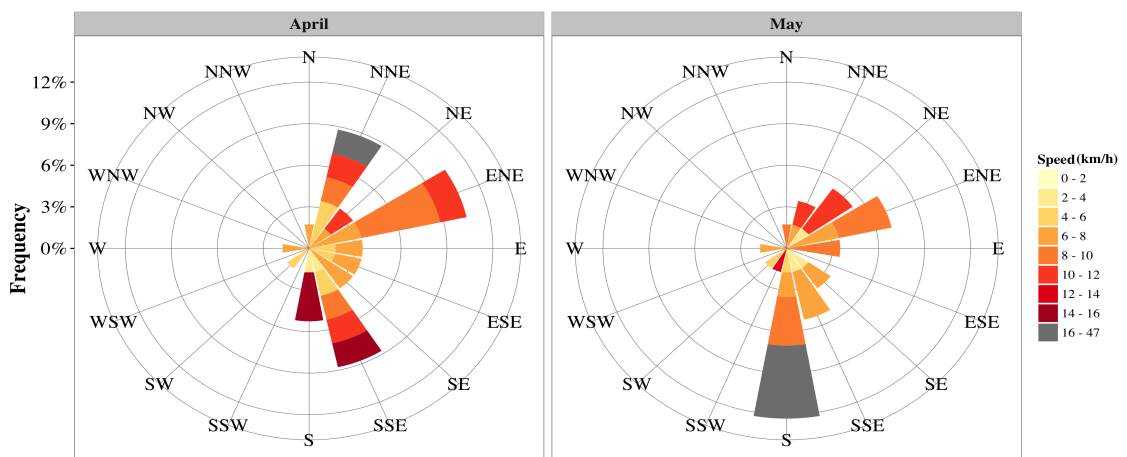 April
May
N
NNE
NE
ENE
E
ESE
SE
SSE
S
SSW
SW
WSW
W
WNW
NW
NNW
N
NNE
NE
ENE
E
ESE
SE
SSE
S
SSW
SW
WSW
W
WNW
NW
NNW
12%
9%
6%
3%
0%
Frequency
Speed (km/h)
0 - 2
2 - 4
4 - 6
6 - 8
8 - 10
10 - 12
12 - 14
14 - 16
16 - 47